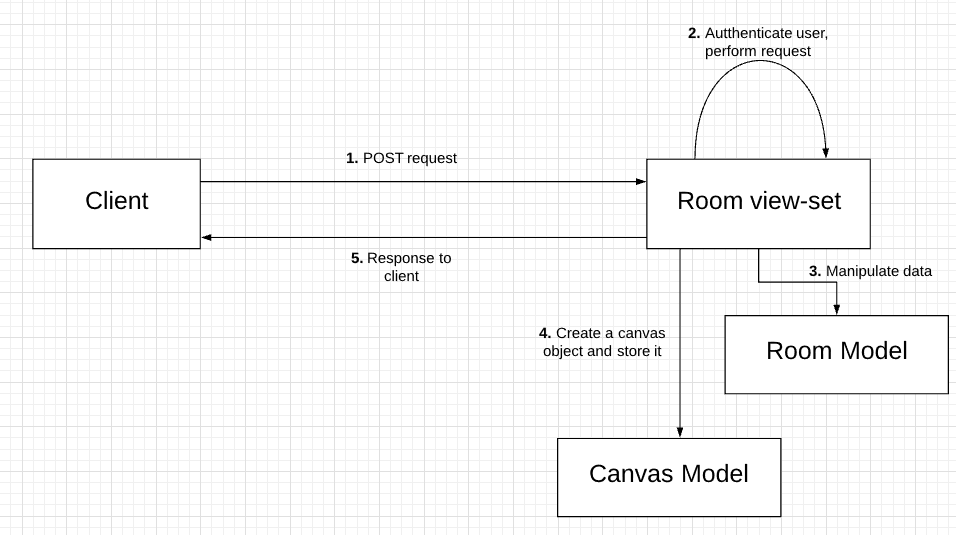 2. Autthenticate user,
perform request
1. POST request
Client
Room view-set
5. Response to
client
3. Manipulate data
4. Create a canvas
object and store it
Room Model
Canvas Model